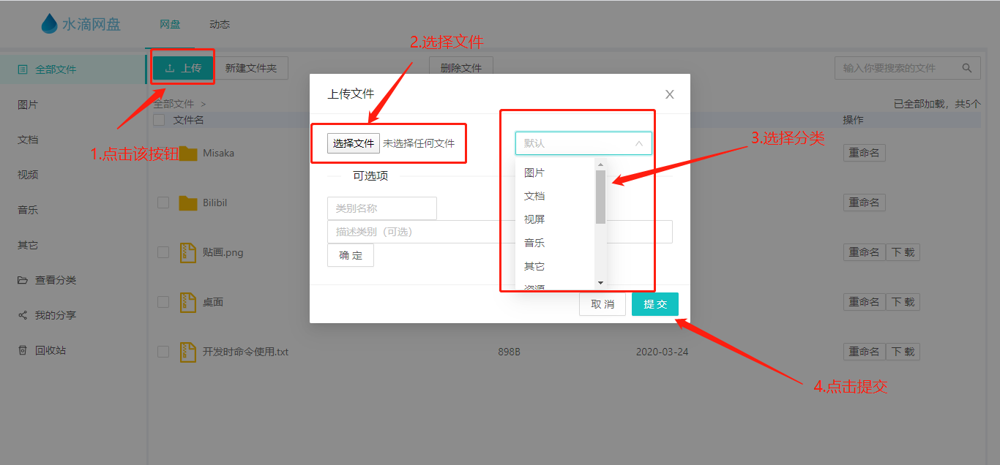 水滴网盘
网盘
动态
2.选择文件
全部文件
上传
新建文件夹
删除文件
输入你要搜索的文件
上传文件
图片
全部文件 >
已全部加载，共5个
文件名
操作
文档
选择文件 未选择任何文件
默认
3.选择分类
1.点击该按钮
Misaka
重命名
视频
可选项
图片
文档
Bilibil
类别名称
重命名
音乐
视屏
描述类别（可选）
音乐
其它
贴画.png
确 定
其它
重命名
下 载
查看分类
资源
桌面
取 消
提 交
重命名
下 载
我的分享
回收站
开发时命令使用.txt
898B
2020-03-24
重命名
下 载
4.点击提交